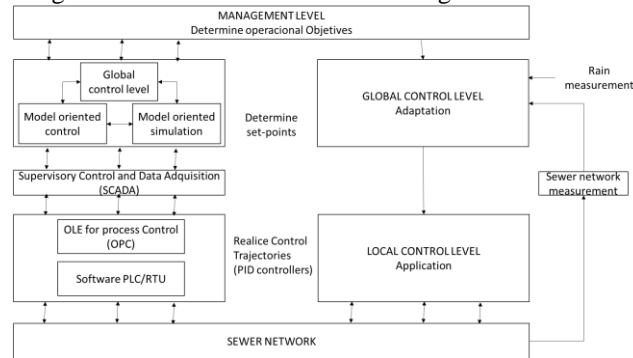 MANAGEMENT LEVEL
Determine operacional Objetives
Global
control level
Model oriented
control
Model oriented
simulation
Determine
set-points
GLOBAL CONTROL LEVEL
Adaptation
Rain
measurement
Supervisory Control and Data Adquisition
(SCADA)
Sewer network
measurement
OLE for process Control
(OPC)
Software PLC/RTU
Realice Control
Trajectories
(PID controllers)
LOCAL CONTROL LEVEL
Application
SEWER NETWORK